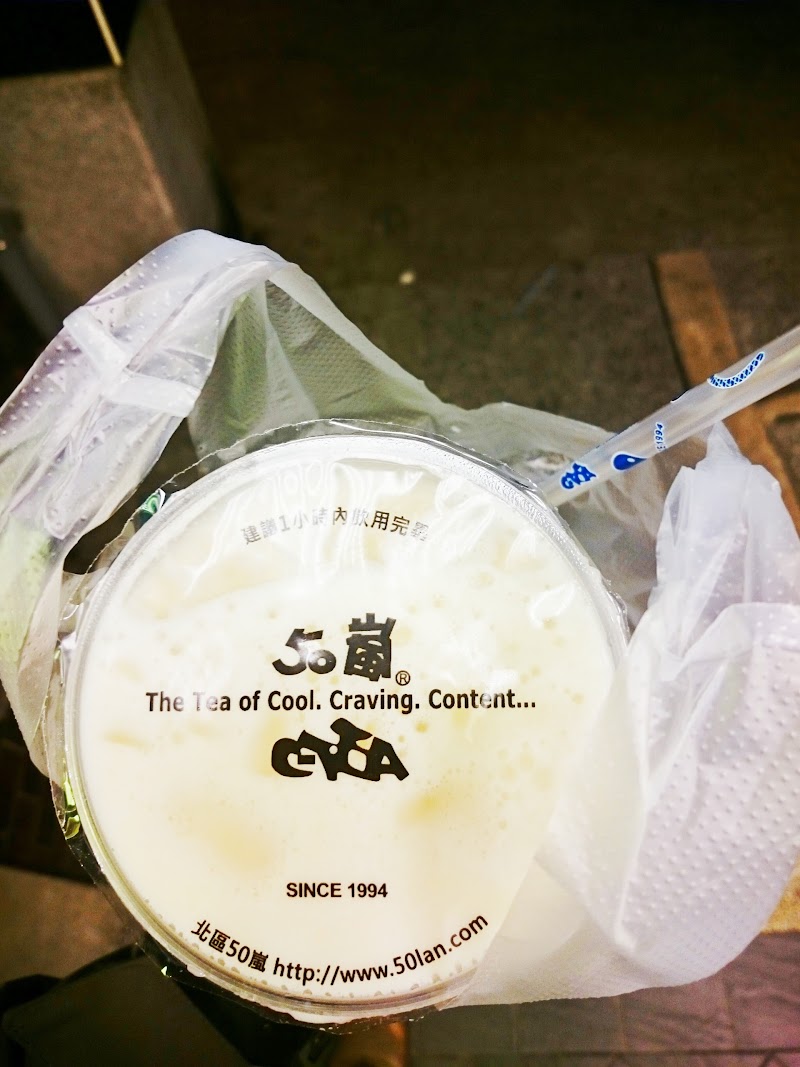 建議1小時內飲用完畢
50嵐®
The Tea of Cool. Craving. Content...
SINCE 1994
北區50嵐 http://www.50lan.com
1994